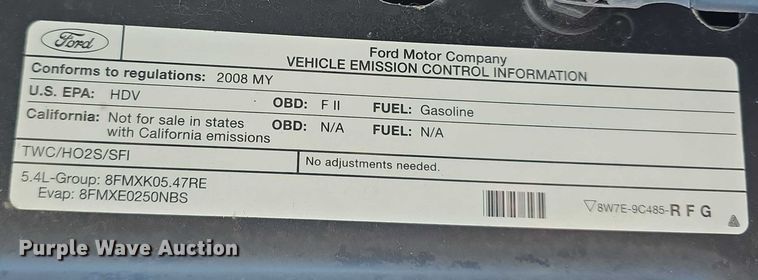 Ford
Ford Motor Company
VEHICLE EMISSION CONTROL INFORMATION
Conforms to regulations: 2008 MY
U.S. EPA: HDV OBD: F II FUEL: Gasoline
California: Not for sale in states with California emissions OBD: N/A FUEL: N/A
TWC/HO2S/SFI No adjustments needed.
5.4L-Group: 8FMXK05.47RE
Evap: 8FMXE0250NBS
▽8W7E-9C485-R F G
Purple Wave Auction